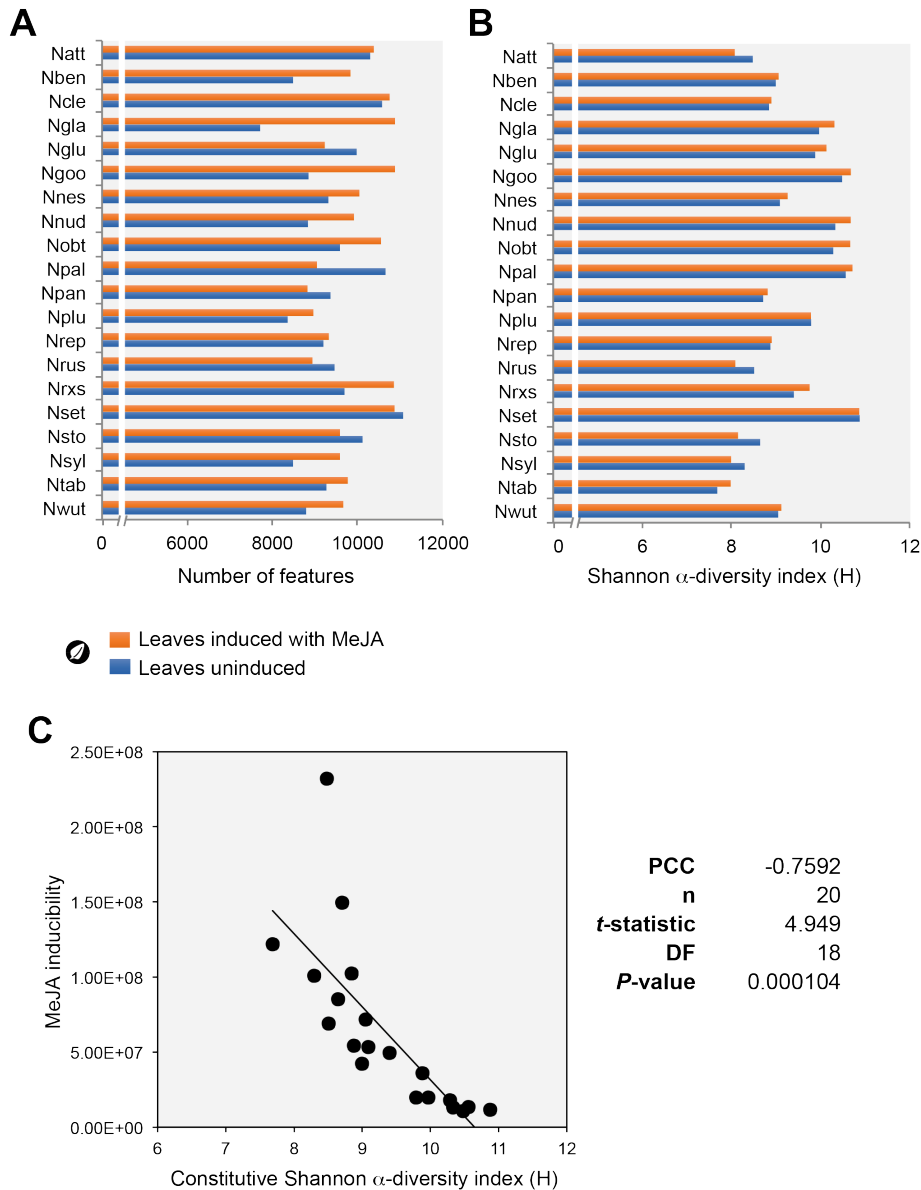 A
Natt
Nben
Ncle
Ngla
Nglu
Ngoo
Nnes
Nnud
Nobt
Npal
Npan
Nplu
Nrep
Nrus
Nrxs
Nset
Nsto
Nsyl
Ntab
Nwut
0 6000 8000 10000 12000
Number of features
B
Natt
Nben
Ncle
Ngla
Nglu
Ngoo
Nnes
Nnud
Nobt
Npal
Npan
Nplu
Nrep
Nrus
Nrxs
Nset
Nsto
Nsyl
Ntab
Nwut
0 6 8 10 12
Shannon α-diversity index (H)
Leaves induced with MeJA
Leaves uninduced
C
MeJA inducibility
2.50E+08
2.00E+08
1.50E+08
1.00E+08
5.00E+07
0.00E+00
6 7 8 9 10 11 12
Constitutive Shannon α-diversity index (H)
PCC -0.7592
n 20
t-statistic 4.949
DF 18
P-value 0.000104